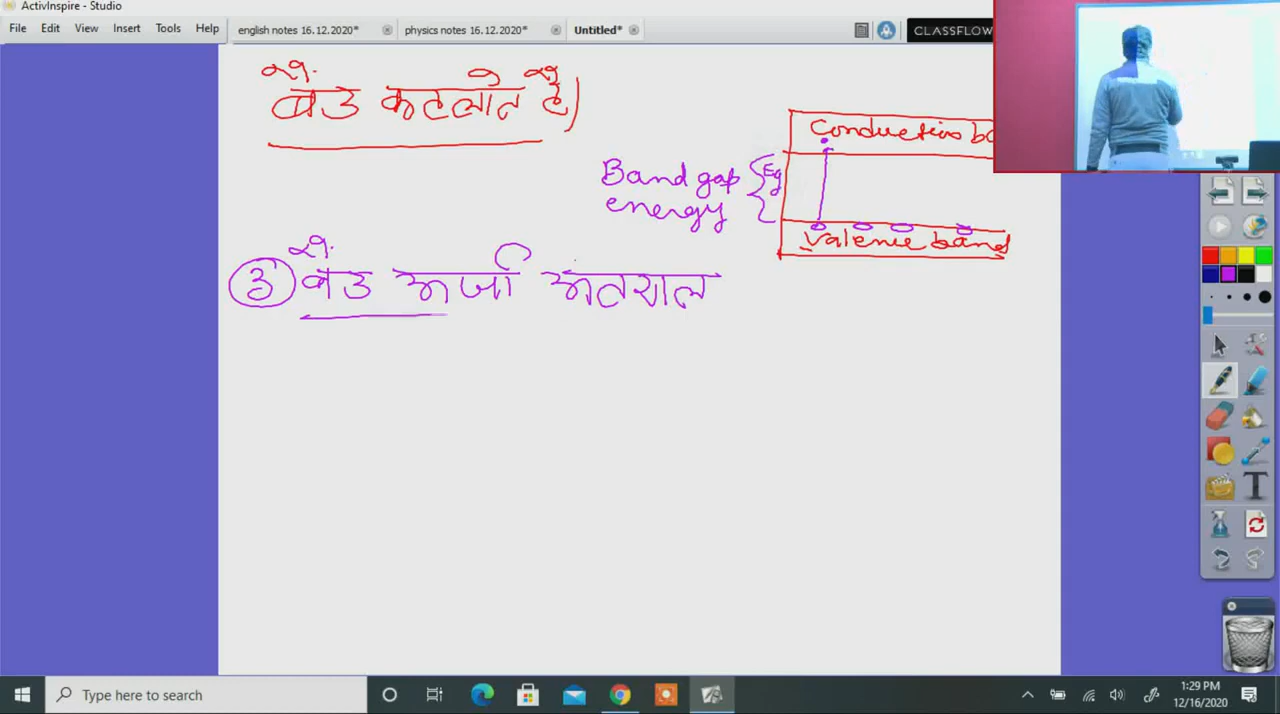 ActivInspire - Studio
File Edit View Insert Tools Help
english notes 16.12.2020* physics notes 16.12.2020* Untitled* CLASSFLOW
बैंड कहलाते है)
Conduction
Band gap
energy
Eg
Valence band
③ बैंड ऊर्जा अंतराल
T
Type here to search
1:29 PM
12/16/2020